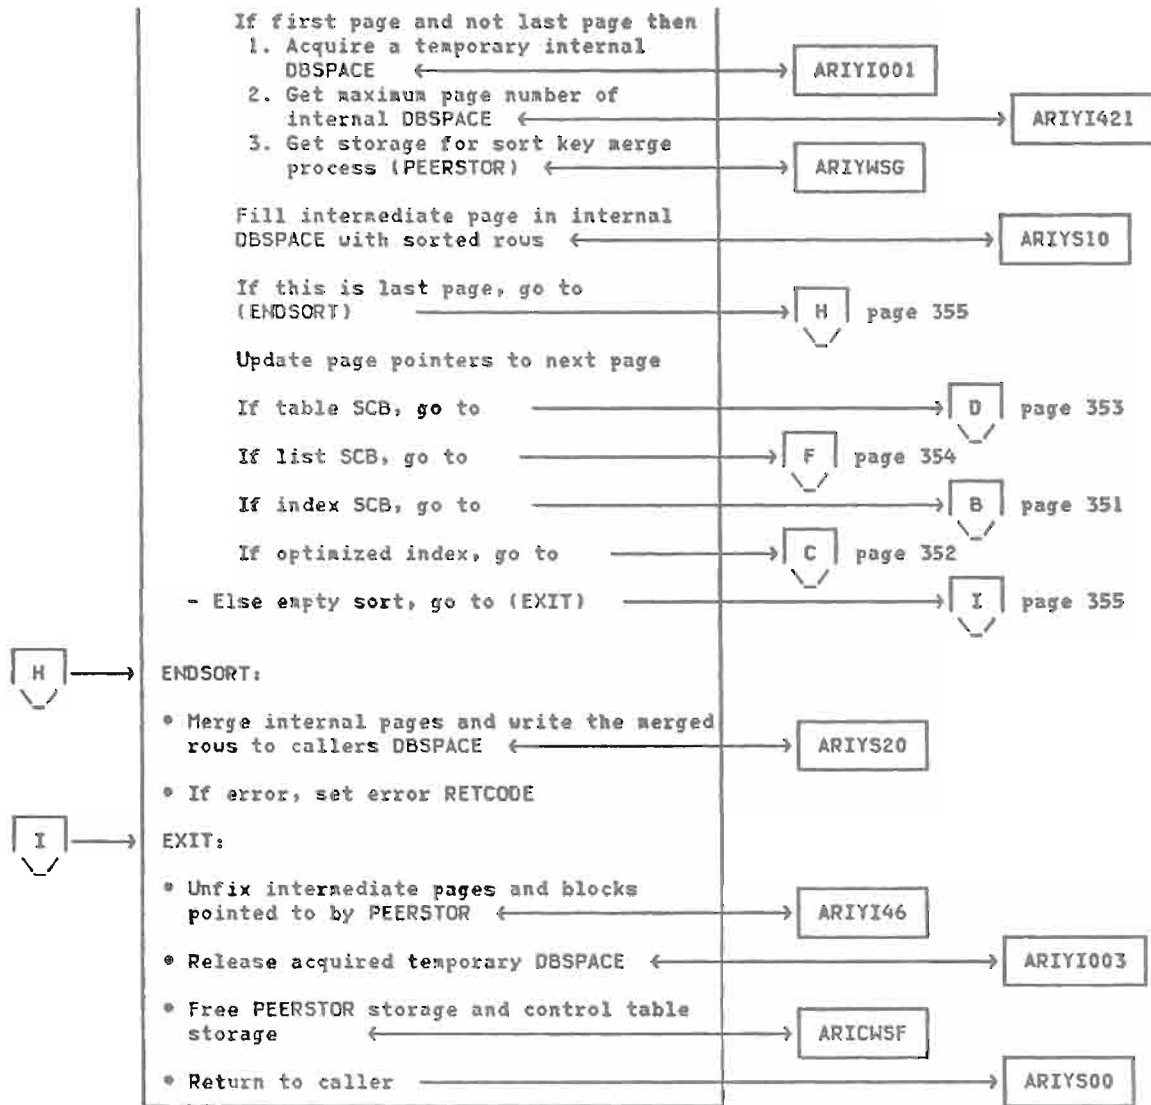 If first page and not last page then
1. Acquire a temporary internal
DBSPACE ARIYI001
2. Get maximum page number of
internal DBSPACE ARIYI421
3. Get storage for sort key merge
process (PEERSTOR) ARIYWSG
Fill intermediate page in internal
DBSPACE with sorted rows ARIYS10
If this is last page, go to
(ENDSORT) H page 355
Update page pointers to next page
If table SCB, go to D page 353
If list SCB, go to F page 354
If index SCB, go to B page 351
If optimized index, go to C page 352
- Else empty sort, go to (EXIT) I page 355
H ENDSORT:
• Merge internal pages and write the merged
rows to callers DBSPACE ARIYS20
• If error, set error RETCODE
I EXIT:
• Unfix intermediate pages and blocks
pointed to by PEERSTOR ARIYI46
• Release acquired temporary DBSPACE ARIYI003
• Free PEERSTOR storage and control table
storage ARICWSF
• Return to caller ARIYS00